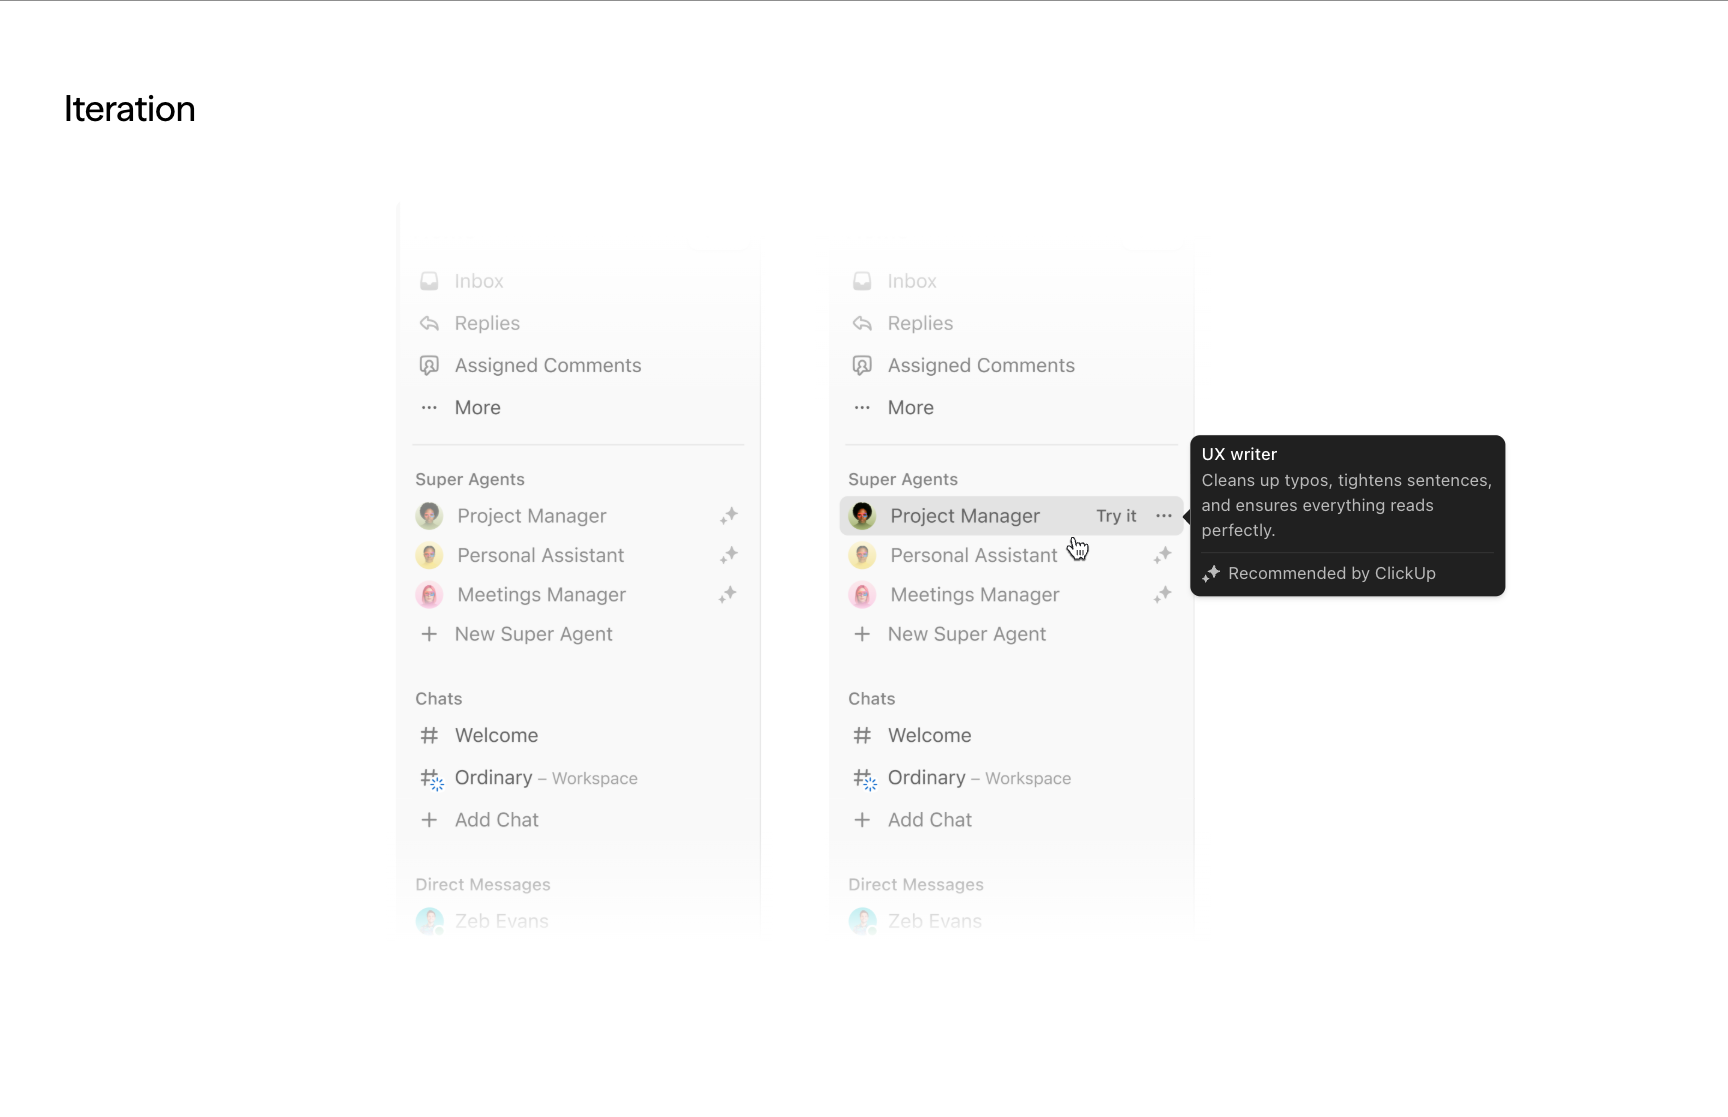 Iteration
Inbox
Replies
Assigned Comments
More
Super Agents
Project Manager
Personal Assistant
Meetings Manager
New Super Agent
Chats
Welcome
Ordinary – Workspace
Add Chat
Direct Messages
Zeb Evans
Inbox
Replies
Assigned Comments
More
Super Agents
Project Manager Try it
Personal Assistant
Meetings Manager
New Super Agent
Chats
Welcome
Ordinary – Workspace
Add Chat
Direct Messages
Zeb Evans
UX writer
Cleans up typos, tightens sentences,
and ensures everything reads
perfectly.
Recommended by ClickUp